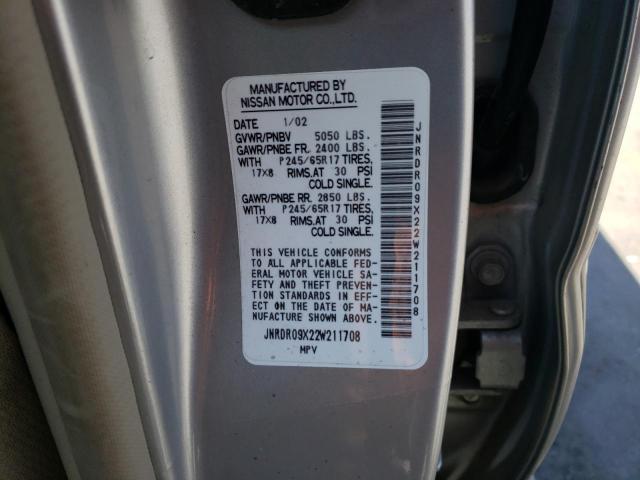 MANUFACTURED BY
NISSAN MOTOR CO.,LTD.
DATE 1/02
GVWR/PNBV 5050 LBS.
GAWR/PNBE FR. 2400 LBS.
WITH P245/65R17 TIRES,
17X8 RIMS.AT 30 PSI
COLD SINGLE.
GAWR/PNBE RR. 2850 LBS.
WITH P245/65R17 TIRES,
17X8 RIMS.AT 30 PSI
COLD SINGLE.
THIS VEHICLE CONFORMS
TO ALL APPLICABLE FED-
ERAL MOTOR VEHICLE SA-
FETY AND THEFT PREVEN-
TION STANDARDS IN EFF-
ECT ON THE DATE OF MA-
NUFACTURE SHOWN ABOVE.
JNRDR09X22W211708
MPV
JNRDR09X22W211708